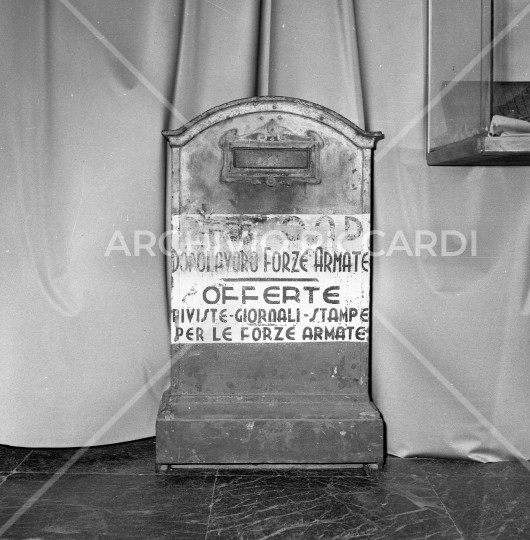 DOPOLAVORO FORZE ARMATE
OFFERTE
RIVISTE-GIORNALI-STAMPE
PER LE FORZE ARMATE
ARCHIVIO RICCARDI